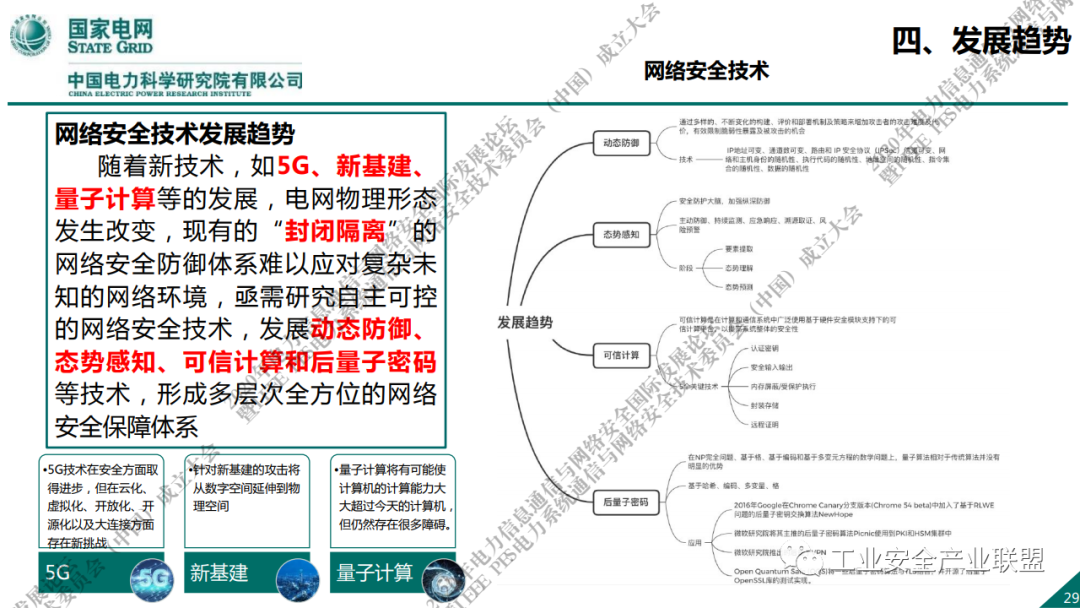 国家电网
STATE GRID
中国电力科学研究院有限公司
CHINA ELECTRIC POWER RESEARCH INSTITUTE
四、发展趋势
网络安全技术
网络安全技术发展趋势
随着新技术，如5G、新基建、
量子计算等的发展，电网物理形态
发生改变，现有的“封闭隔离”的
网络安全防御体系难以应对复杂未
知的网络环境，亟需研究自主可控
的网络安全技术，发展动态防御、
态势感知、可信计算和后量子密码
等技术，形成多层次全方位的网络
安全保障体系
•5G技术在安全方面取
得进步，但在云化、
虚拟化、开放化、开
源化以及大连接方面
存在新挑战
5G
5G
•针对新基建的攻击将
从数字空间延伸到物
理空间
新基建
•量子计算将有可能使
计算机的计算能力大
大超过今天的计算机，
但仍然存在很多障碍。
量子计算
发展趋势
动态防御
通过多样的、不断变化的构建、评价和部署机制及策略来增加攻击者的攻击难度及代
价，有效限制脆弱性暴露及被攻击的机会
技术
IP地址可变、通道数可变、路由和 IP 安全协议（IPSec）信道可变、网
络和主机身份的随机性、执行代码的随机性、地址空间的随机性、指令集
合的随机性、数据的随机性
态势感知
安全防护大脑，加强纵深防御
主动防御、持续监测、应急响应、溯源取证、风
险预警
阶段
要素提取
态势理解
态势预测
可信计算
可信计算是在计算和通信系统中广泛使用基于硬件安全模块支持下的可
信计算平台，以提高系统整体的安全性
5个关键技术
认证密钥
安全输入输出
内存屏蔽/受保护执行
封装存储
远程证明
后量子密码
在NP完全问题、基于格、基于编码和基于多变元方程的数学问题上，量子算法相对于传统算法并没有
明显的优势
基于哈希、编码、多变量、格
应用
2016年Google在Chrome Canary分支版本(Chrome 54 beta)中加入了基于RLWE
问题的后量子密钥交换算法NewHope
微软研究院将其主推的后量子密码算法Picnic使用到PKI和HSM集群中
微软研究院推出
VPN
Open Quantum Saf
OpenSSL库的测试实现。
工业安全产业联盟
29